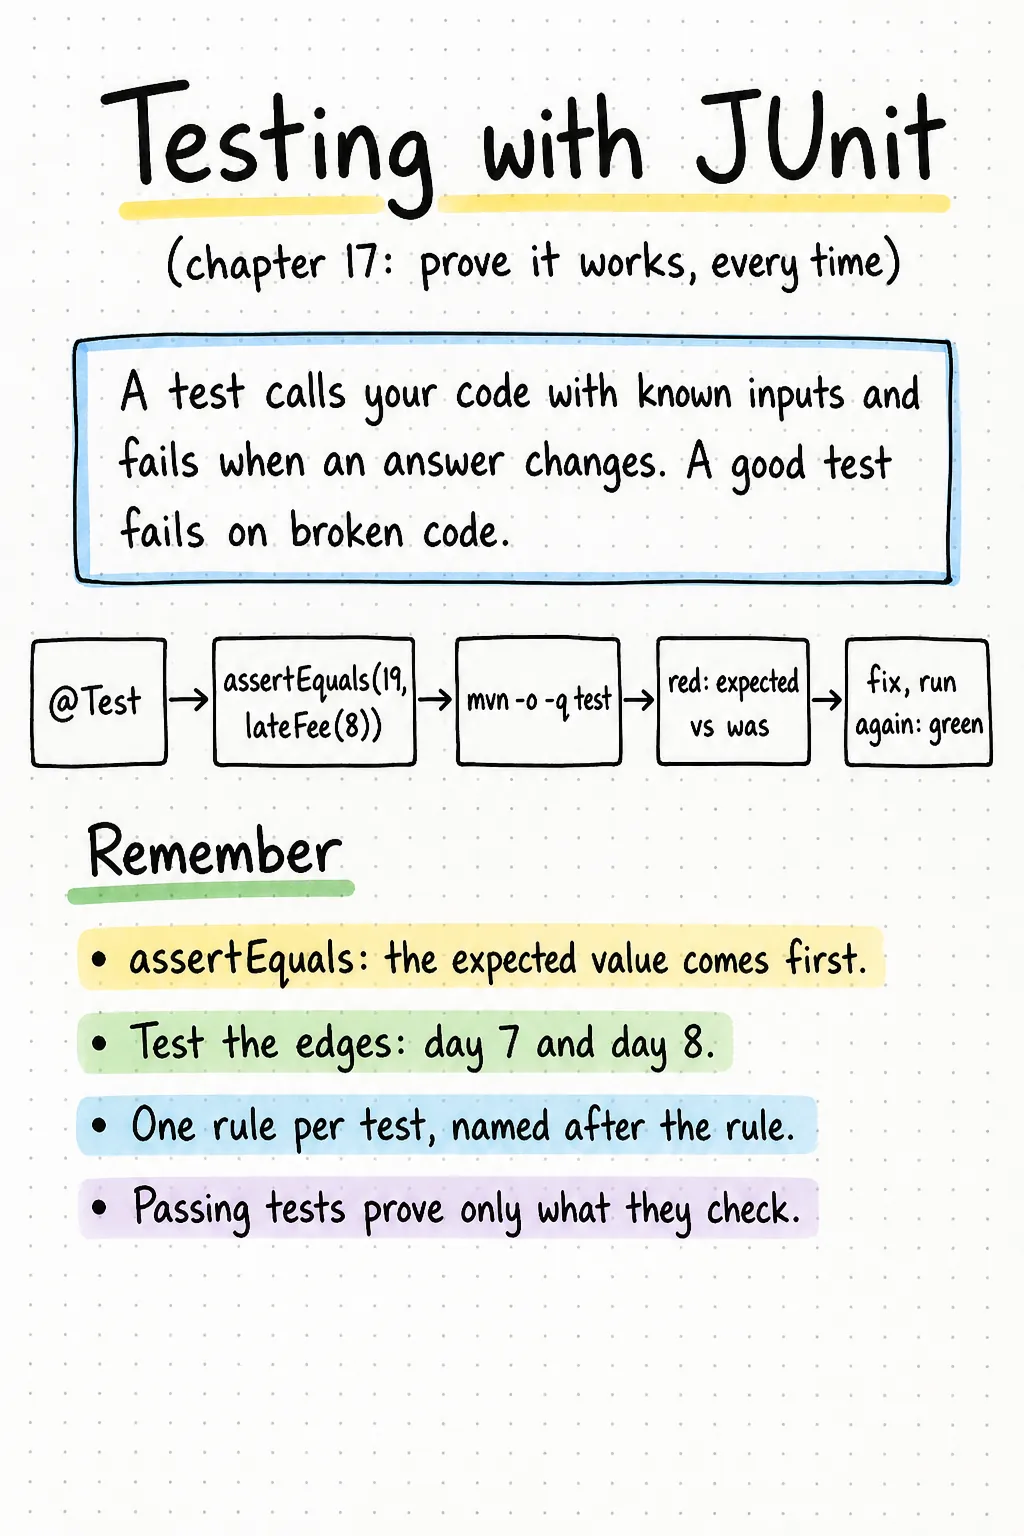 Testing with JUnit
(chapter 17: prove it works, every time)
A test calls your code with known inputs and
fails when an answer changes. A good test
fails on broken code.
@Test
assertEquals(19,
lateFee(8))
mvn -o -q test
red: expected
vs was
fix, run
again: green
Remember
• assertEquals: the expected value comes first.
• Test the edges: day 7 and day 8.
• One rule per test, named after the rule.
• Passing tests prove only what they check.